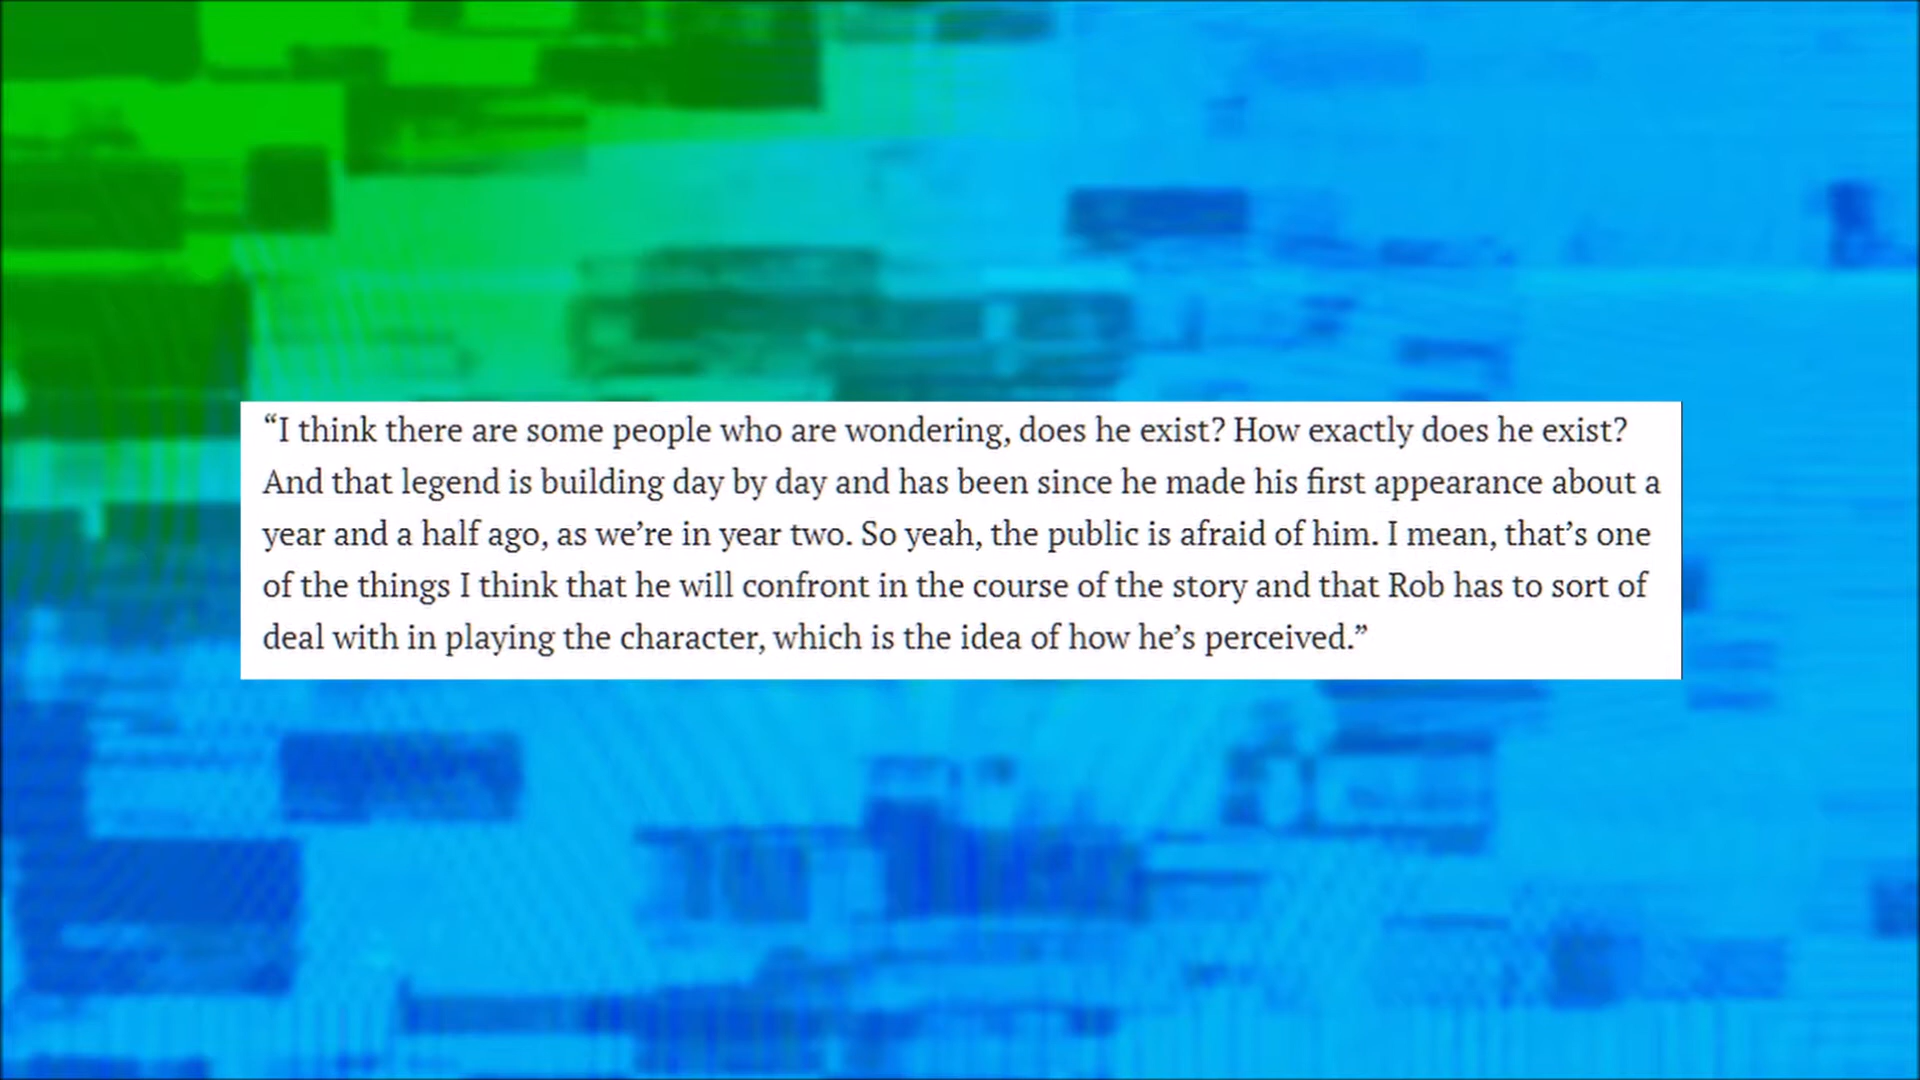 “I think there are some people who are wondering, does he exist? How exactly does he exist?
And that legend is building day by day and has been since he made his first appearance about a
year and a half ago, as we’re in year two. So yeah, the public is afraid of him. I mean, that’s one
of the things I think that he will confront in the course of the story and that Rob has to sort of
deal with in playing the character, which is the idea of how he’s perceived.”